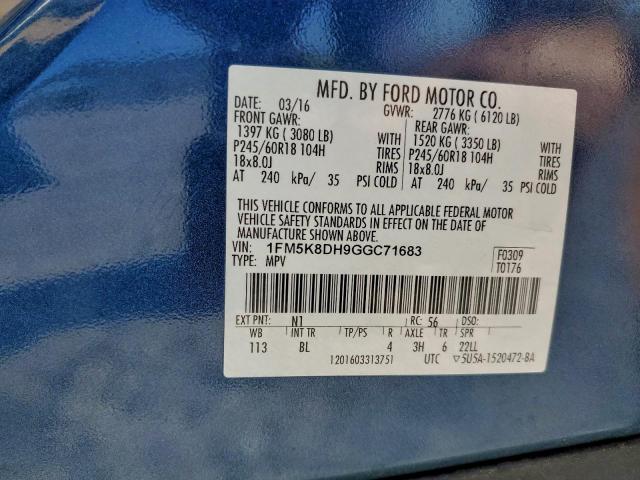 MFD. BY FORD MOTOR CO.
DATE: 03/16 GVWR: 2776 KG ( 6120 LB)
FRONT GAWR: REAR GAWR:
1397 KG ( 3080 LB) 1520 KG ( 3350 LB)
P245/60R18 104H TIRES P245/60R18 104H TIRES
18x8.0J RIMS 18x8.0J RIMS
AT 240 kPa/ 35 PSI COLD AT 240 kPa/ 35 PSI COLD
THIS VEHICLE CONFORMS TO ALL APPLICABLE FEDERAL MOTOR
VEHICLE SAFETY STANDARDS IN EFFECT ON THE DATE OF
MANUFACTURE SHOWN ABOVE.
VIN: 1FM5K8DH9GGC71683 F0309
TYPE: MPV T0176
EXT PNT: N1 RC: 56 DSO:
WB INT TR TP/PS R AXLE TR SPR
113 BL 4 3H 6 22LL
1201603313751 UTC ▽5U5A-1520472-BA